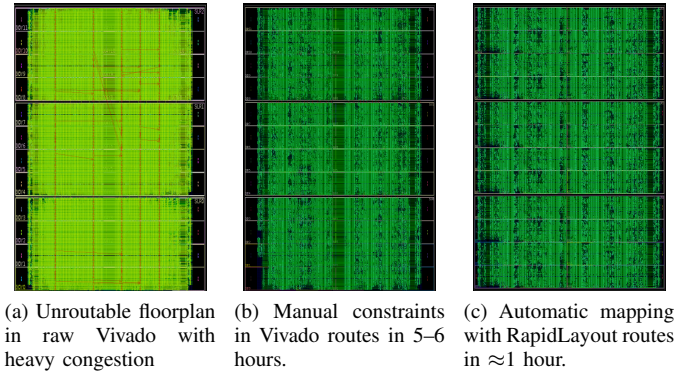 (a) Unroutable floorplan
in raw Vivado with
heavy congestion
(b) Manual constraints
in Vivado routes in 5–6
hours.
(c) Automatic mapping
with RapidLayout routes
in ≈1 hour.